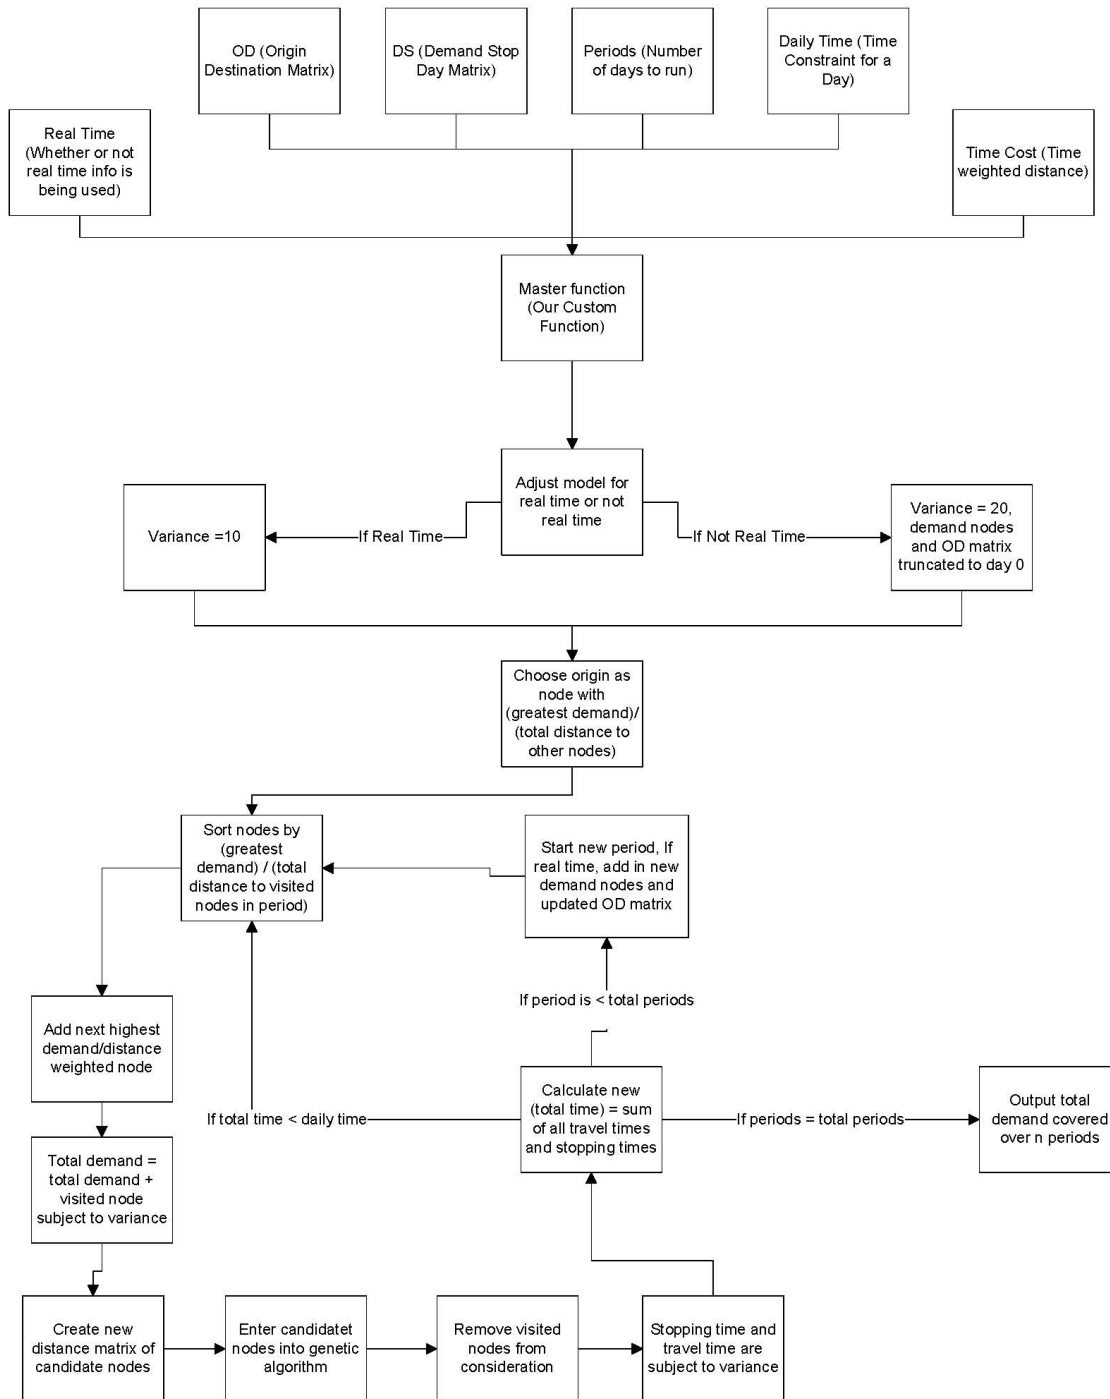 OD (Origin
Destination Matrix)
DS (Demand Stop
Day Matrix)
Periods (Number
of days to run)
Daily Time (Time
Constraint for a
Day)
Real Time
(Whether or not
real time info is
being used)
Time Cost (Time
weighted distance)
Master function
(Our Custom
Function)
Adjust model for
real time or not
real time
Variance =10
If Real Time
If Not Real Time
Variance = 20,
demand nodes
and OD matrix
truncated to day 0
Choose origin as
node with
(greatest demand)/
(total distance to
other nodes)
Sort nodes by
(greatest
demand) / (total
distance to visited
nodes in period)
Start new period, If
real time, add in new
demand nodes and
updated OD matrix
If period is < total periods
Add next highest
demand/distance
weighted node
If total time < daily time
Calculate new
(total time) = sum
of all travel times
and stopping times
If periods = total periods
Output total
demand covered
over n periods
Total demand =
total demand +
visited node
subject to variance
Create new
distance matrix of
candidate nodes
Enter candidatet
nodes into genetic
algorithm
Remove visited
nodes from
consideration
Stopping time and
travel time are
subject to variance